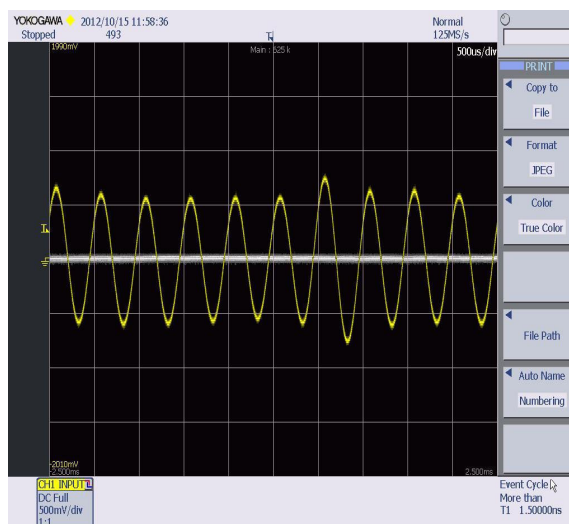 YOKOGAWA 2012/10/15 11:58:36
Normal
Stopped 493
125MS/s
1990mV
Main : 625 k
500us/div
T
PRINT
Copy to
File
Format
JPEG
Color
True Color
File Path
Auto Name
Numbering
-2010mV
-2.500ms
2.500ms
CH1 INPUT
DC Full
500mV/div
1:1
Event Cycle
More than
T1 1.50000ns